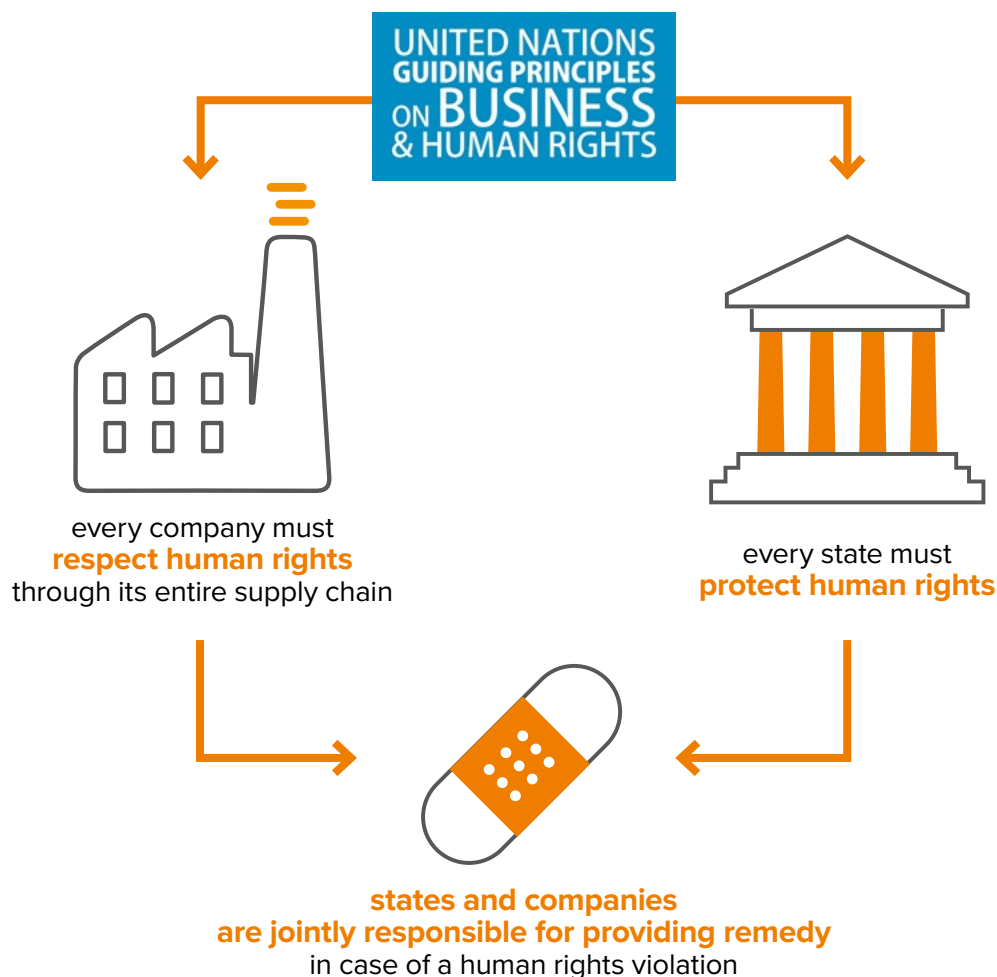 UNITED NATIONS
GUIDING PRINCIPLES
ON BUSINESS
& HUMAN RIGHTS
every company must
respect human rights
through its entire supply chain
every state must
protect human rights
states and companies
are jointly responsible for providing remedy
in case of a human rights violation